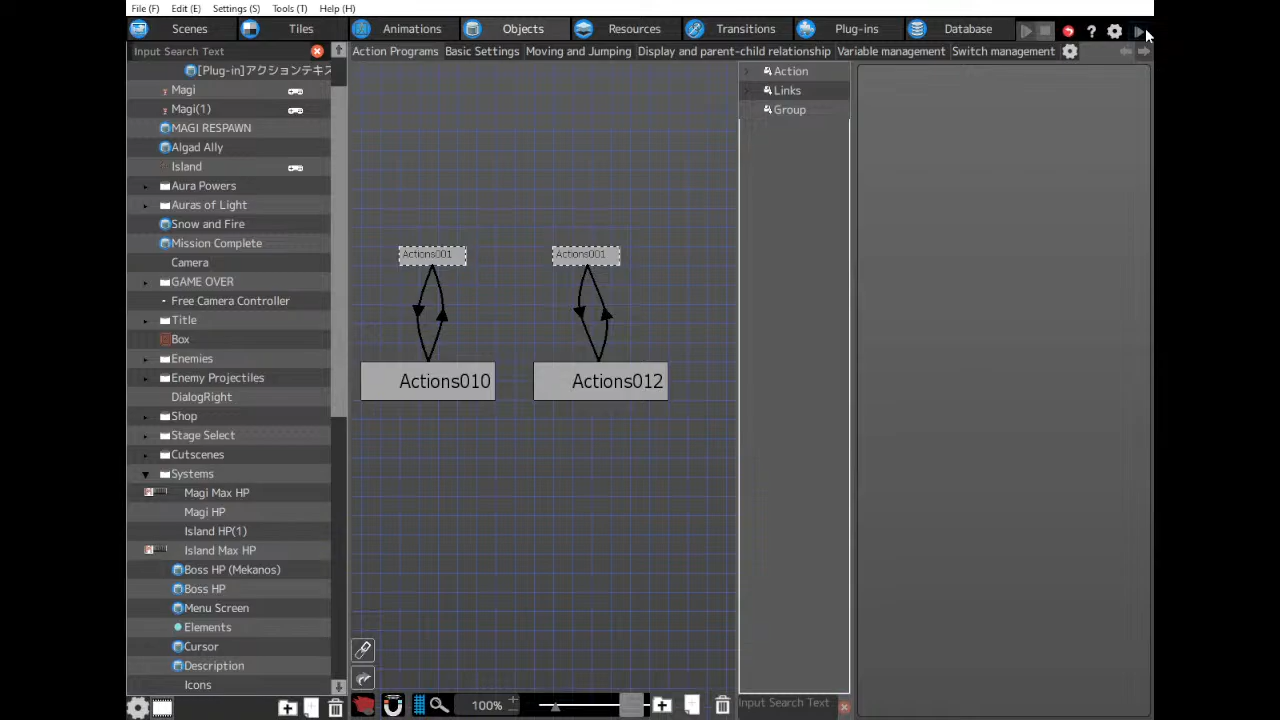 File (F) Edit (E) Settings (S) Tools (T) Help (H)
Scenes Tiles Animations Objects Resources Transitions Plug-ins Database
Input Search Text
Action Programs Basic Settings Moving and Jumping Display and parent-child relationship Variable management Switch management
[Plug-in]アクションテキス
Magi
Magi(1)
MAGI RESPAWN
Algad Ally
Island
Aura Powers
Auras of Light
Snow and Fire
Mission Complete
Camera
GAME OVER
Free Camera Controller
Title
Box
Enemies
Enemy Projectiles
DialogRight
Shop
Stage Select
Cutscenes
Systems
Magi Max HP
Magi HP
Island HP(1)
Island Max HP
Boss HP (Mekanos)
Boss HP
Menu Screen
Elements
Cursor
Description
Icons
Actions001
Actions001
Actions010
Actions012
100%
Action
Links
Group
Input Search Text